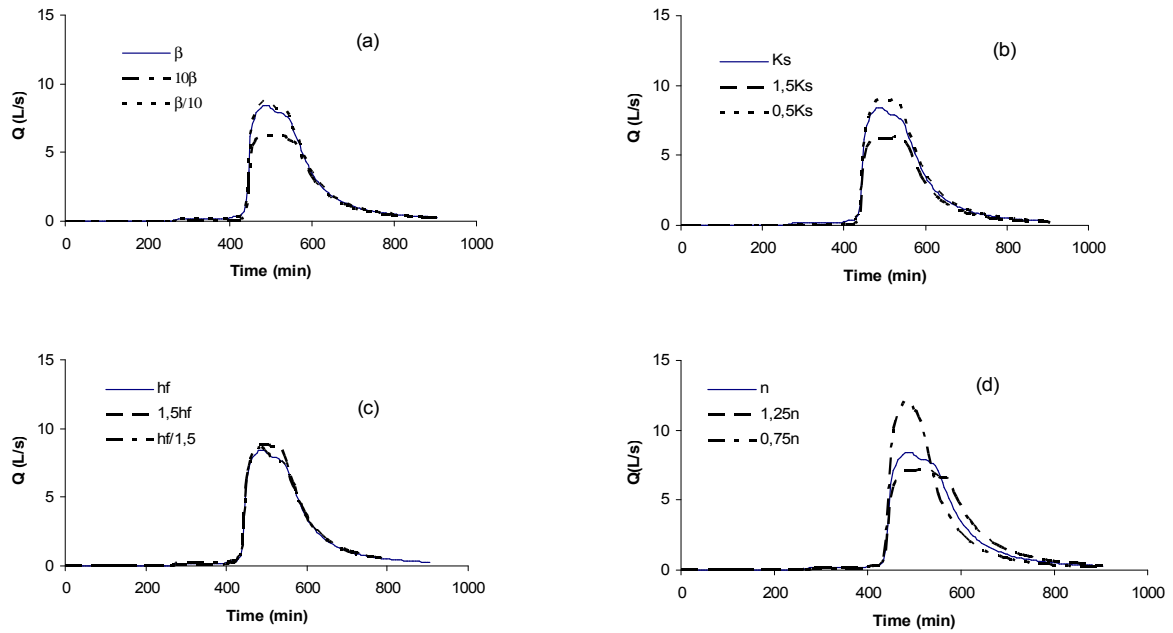 (a)
β
10β
β/10
Q (L/s)
15
10
5
0
0 200 400 600 800 1000
Time (min)
(b)
Ks
1,5Ks
0,5Ks
Q (L/s)
15
10
5
0
0 200 400 600 800 1000
Time (min)
(c)
hf
1,5hf
hf/1,5
Q (L/s)
15
10
5
0
0 200 400 600 800 1000
Time (min)
(d)
n
1,25n
0,75n
Q(L/s)
15
10
5
0
0 200 400 600 800 1000
Time (min)